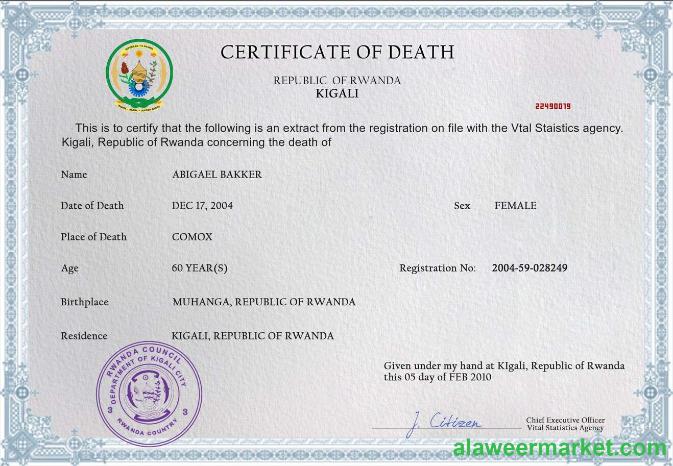 CERTIFICATE OF DEATH
REPUBLIC OF RWANDA
KIGALI
22490019
This is to certify that the following is an extract from the registration on file with the Vtal Staistics agency.
Kigali, Republic of Rwanda concerning the death of
Name ABIGAEL BAKKER
Date of Death DEC 17, 2004 Sex FEMALE
Place of Death COMOX
Age 60 YEAR(S) Registration No: 2004-59-028249
Birthplace MUHANGA, REPUBLIC OF RWANDA
Residence KIGALI, REPUBLIC OF RWANDA
RWANDA COUNCIL
DEPARTMENT OF KIGALI CITY
3 3
RWANDA COUNTRY
Given under my hand at KIgali, Republic of Rwanda
this 05 day of FEB 2010
J. Citizen
Chief Executive Officer
Vital Statistics Agency
alaweermarket.com